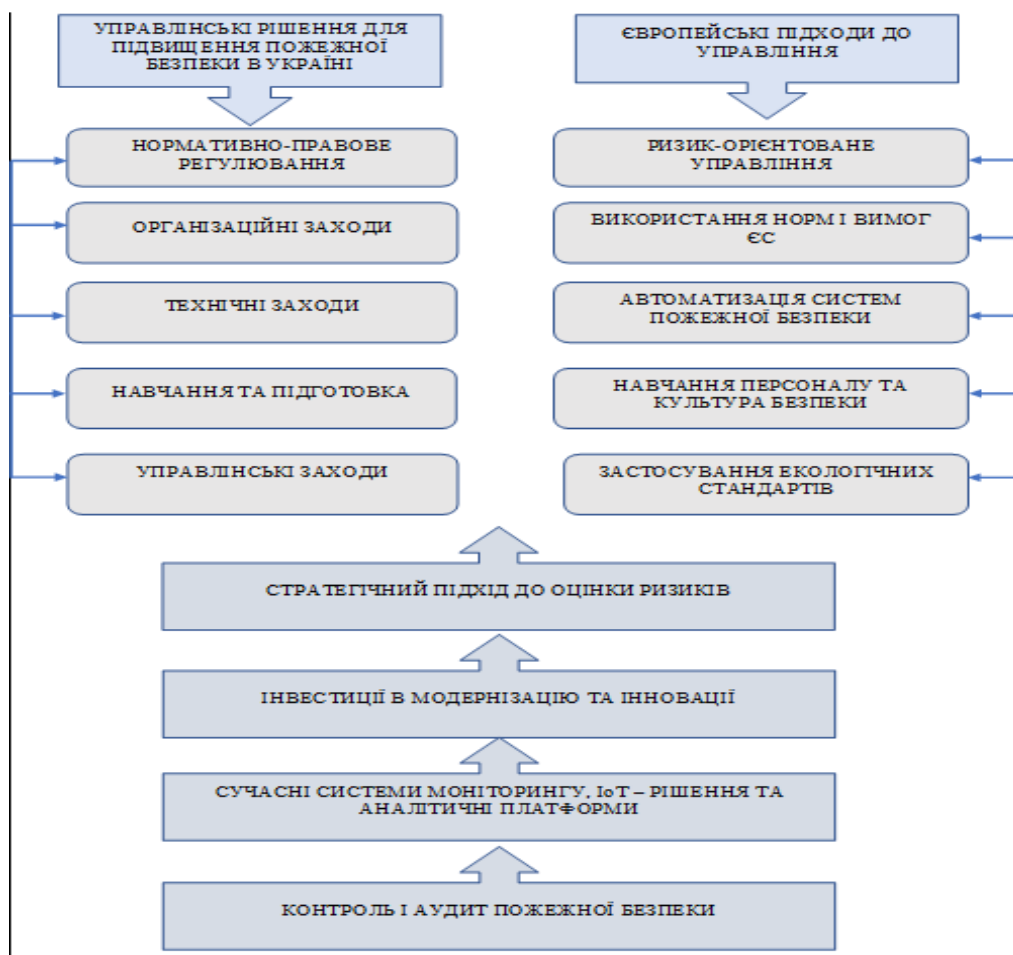 УПРАВЛІНСЬКІ РІШЕННЯ ДЛЯ
ПІДВИЩЕННЯ ПОЖЕЖНОЇ
БЕЗПЕКИ В УКРАЇНІ
НОРМАТИВНО-ПРАВОВЕ
РЕГУЛЮВАННЯ
ОРГАНІЗАЦІЙНІ ЗАХОДИ
ТЕХНІЧНІ ЗАХОДИ
НАВЧАННЯ ТА ПІДГОТОВКА
УПРАВЛІНСЬКІ ЗАХОДИ
ЄВРОПЕЙСЬКІ ПІДХОДИ ДО
УПРАВЛІННЯ
РИЗИК-ОРІЄНТОВАНЕ
УПРАВЛІННЯ
ВИКОРИСТАННЯ НОРМ І ВИМОГ
ЄС
АВТОМАТИЗАЦІЯ СИСТЕМ
ПОЖЕЖНОЇ БЕЗПЕКИ
НАВЧАННЯ ПЕРСОНАЛУ ТА
КУЛЬТУРА БЕЗПЕКИ
ЗАСТОСУВАННЯ ЕКОЛОГІЧНИХ
СТАНДАРТІВ
СТРАТЕГІЧНИЙ ПІДХІД ДО ОЦІНКИ РИЗИКІВ
ІНВЕСТИЦІЇ В МОДЕРНІЗАЦІЮ ТА ІННОВАЦІЇ
СУЧАСНІ СИСТЕМИ МОНІТОРИНГУ, ІоТ – РІШЕННЯ ТА
АНАЛІТИЧНІ ПЛАТФОРМИ
КОНТРОЛЬ І АУДИТ ПОЖЕЖНОЇ БЕЗПЕКИ